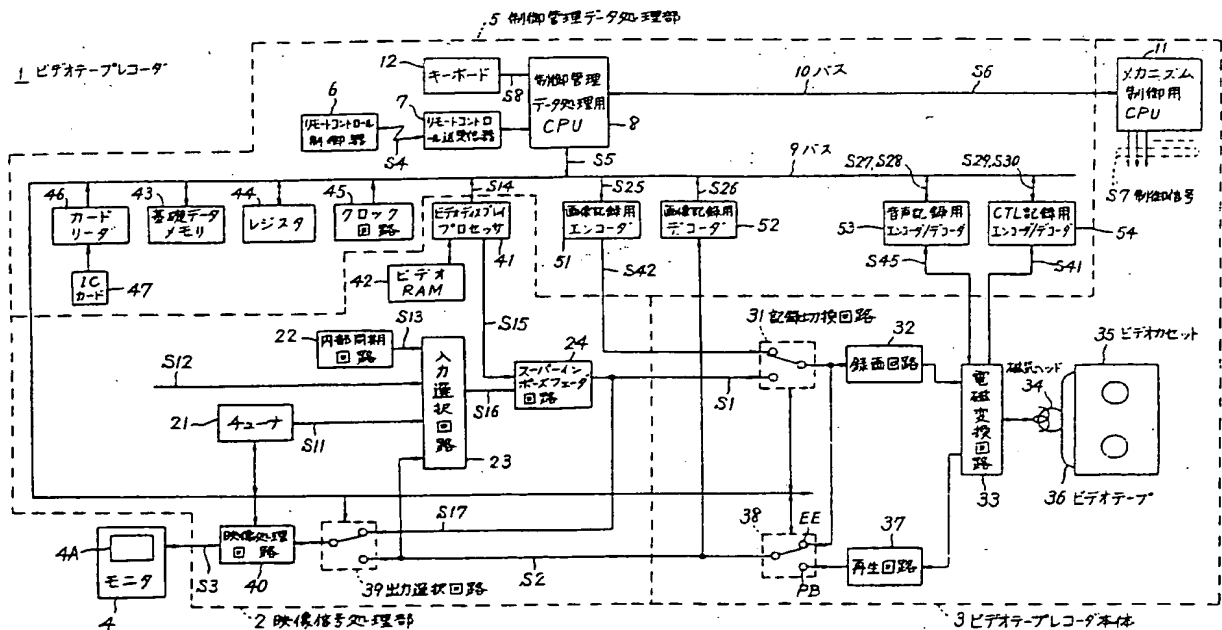 5 制御管理データ処理部
1 ビデオテープレコーダ
12
キーボード
S8
制御管理
データ処理用
CPU
8
10 バス
S6
11
メカニズム
制御用
CPU
S7 制御信号
6
リモートコントロール
制御器
S4
7
リモートコントロ
ール送受信器
S5
9 バス
S27,S28
S29,S30
46
カード
リーダ
43
基礎データ
メモリ
44
レジスタ
45
クロック
回路
S14
ビデオディスプレイ
プロセッサ
41
S25
画像記録用
エンコーダ
51
S26
画像記録用
デコーダ
52
53
音声記録用
エンコーダ/デコーダ
CTL記録用
エンコーダ/デコーダ
54
S45
S41
ICカード
47
42
ビデオ
RAM
S42
S15
22
内部同期
回路
S13
S12
入力選択回路
23
S16
24
スーパーイン
ポーズフェーダ
回路
31 記録切換回路
S1
32
録画回路
電磁変換回路
33
磁気ヘッド
34
35 ビデオカセット
36 ビデオテープ
21
チューナ
S11
S17
S2
38
EE
PB
37
再生回路
4A
モニタ
4
S3
映像処理
回路
40
39 出力選択回路
2 映像信号処理部
3 ビデオテープレコーダ本体